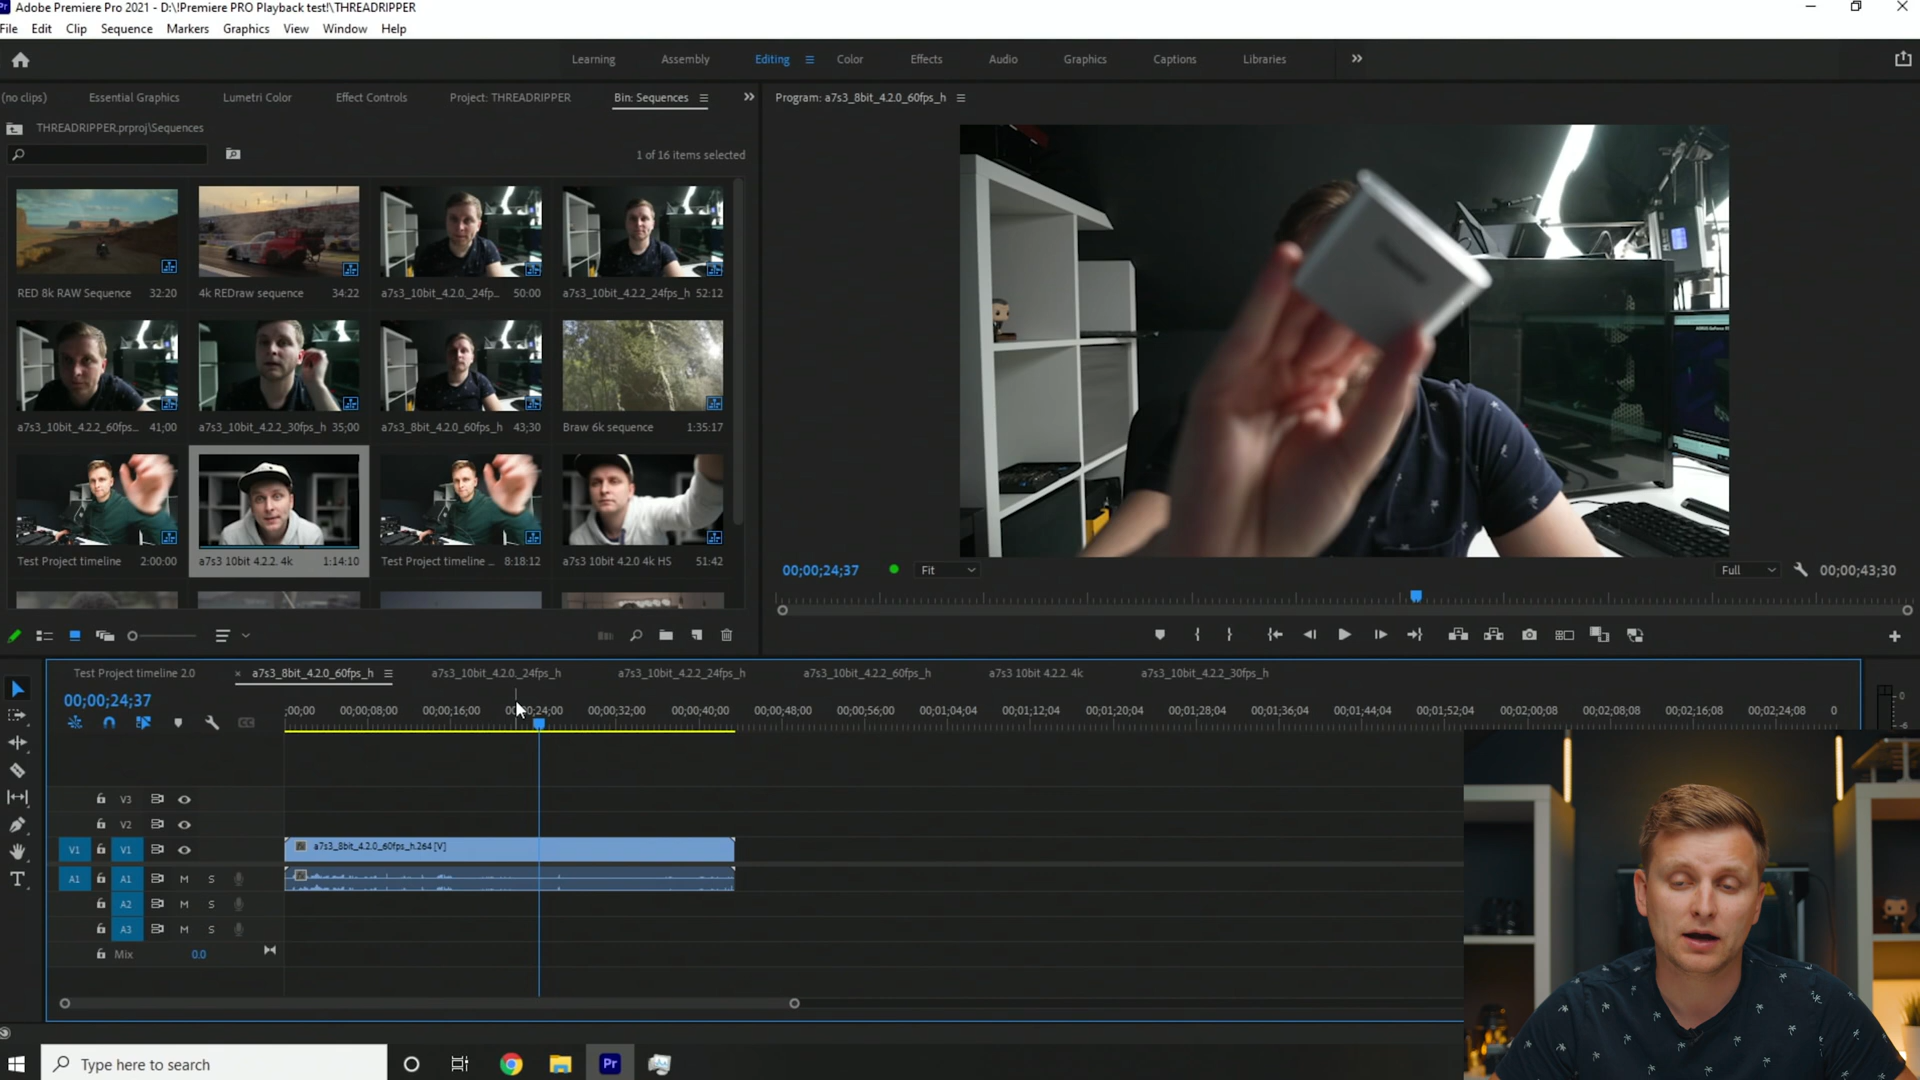 Adobe Premiere Pro 2021 - D:\!Premiere PRO Playback test!\THREADRIPPER
File Edit Clip Sequence Markers Graphics View Window Help
Learning Assembly Editing Color Effects Audio Graphics Captions Libraries
(no clips) Essential Graphics Lumetri Color Effect Controls Project: THREADRIPPER Bin: Sequences
Program: a7s3_8bit_4.2.0_60fps_h
THREADRIPPER.prproj\Sequences
1 of 16 items selected
RED 8k RAW Sequence 32:20
4k REDraw sequence 34:22
a7s3_10bit_4.2.0._24fp... 50:00
a7s3_10bit_4.2.2_24fps_h 52:12
a7s3_10bit_4.2.2_60fps... 41;00
a7s3_10bit_4.2.2_30fps_h 35;00
a7s3_8bit_4.2.0_60fps_h 43;30
Braw 6k sequence 1:35:17
Test Project timeline 2:00:00
a7s3 10bit 4.2.2. 4k 1:14:10
Test Project timeline ... 8:18:12
a7s3 10bit 4.2.0 4k HS 51:42
00;00;24;37 Fit Full 00;00;43;30
Test Project timeline 2.0 × a7s3_8bit_4.2.0_60fps_h a7s3_10bit_4.2.0._24fps_h a7s3_10bit_4.2.2_24fps_h a7s3_10bit_4.2.2_60fps_h a7s3 10bit 4.2.2. 4k a7s3_10bit_4.2.2_30fps_h
00;00;24;37
;00;00 00;00;08;00 00;00;16;00 00;00;24;00 00;00;32;00 00;00;40;00 00;00;48;00 00;00;56;00 00;01;04;04 00;01;12;04 00;01;20;04 00;01;28;04 00;01;36;04 00;01;44;04 00;01;52;04 00;02;00;08 00;02;08;08 00;02;16;08 00;02;24;08 0
0
-6
V3
V2
V1 V1 a7s3_8bit_4.2.0_60fps_h.264 [V]
A1 A1 M S
A2 M S
A3 M S
Mix 0.0
Type here to search Pr